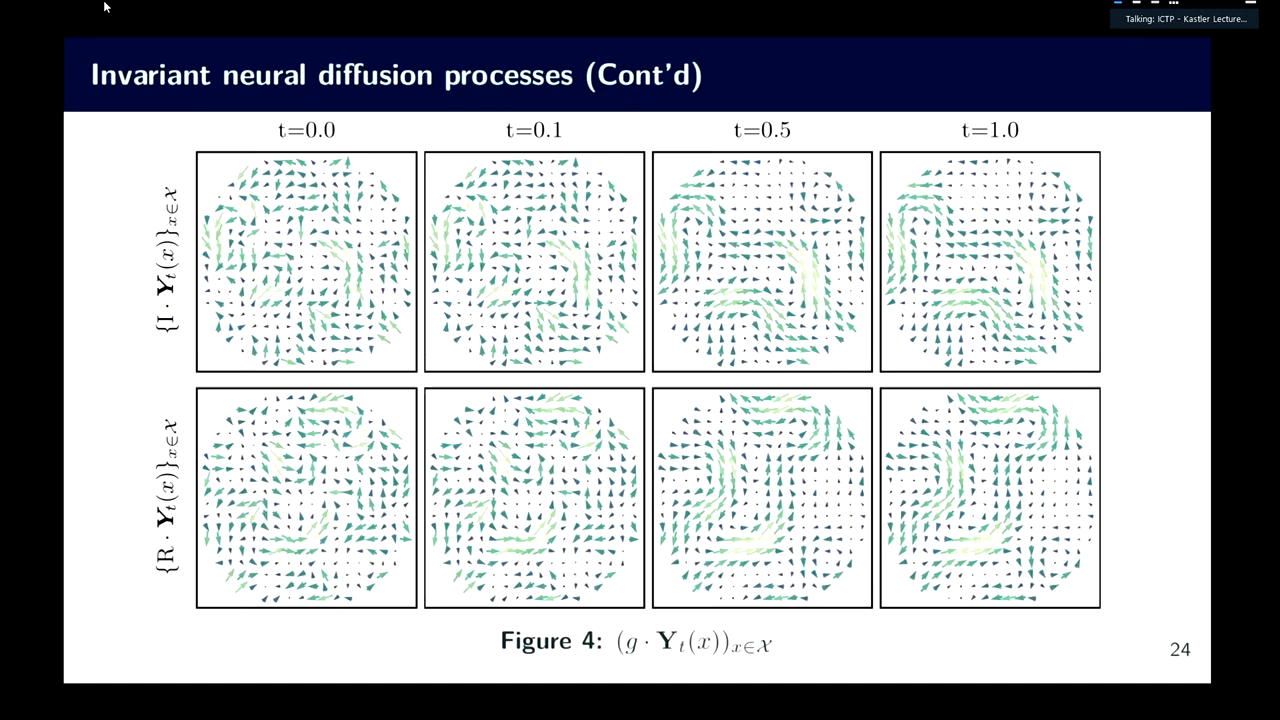 Talking: ICTP - Kastler Lecture...
Invariant neural diffusion processes (Cont'd)
t=0.0 t=0.1 t=0.5 t=1.0
{I · Y_t(x)}_{x∈𝒳}
{R · Y_t(x)}_{x∈𝒳}
Figure 4: (g · Y_t(x))_{x∈𝒳}
24